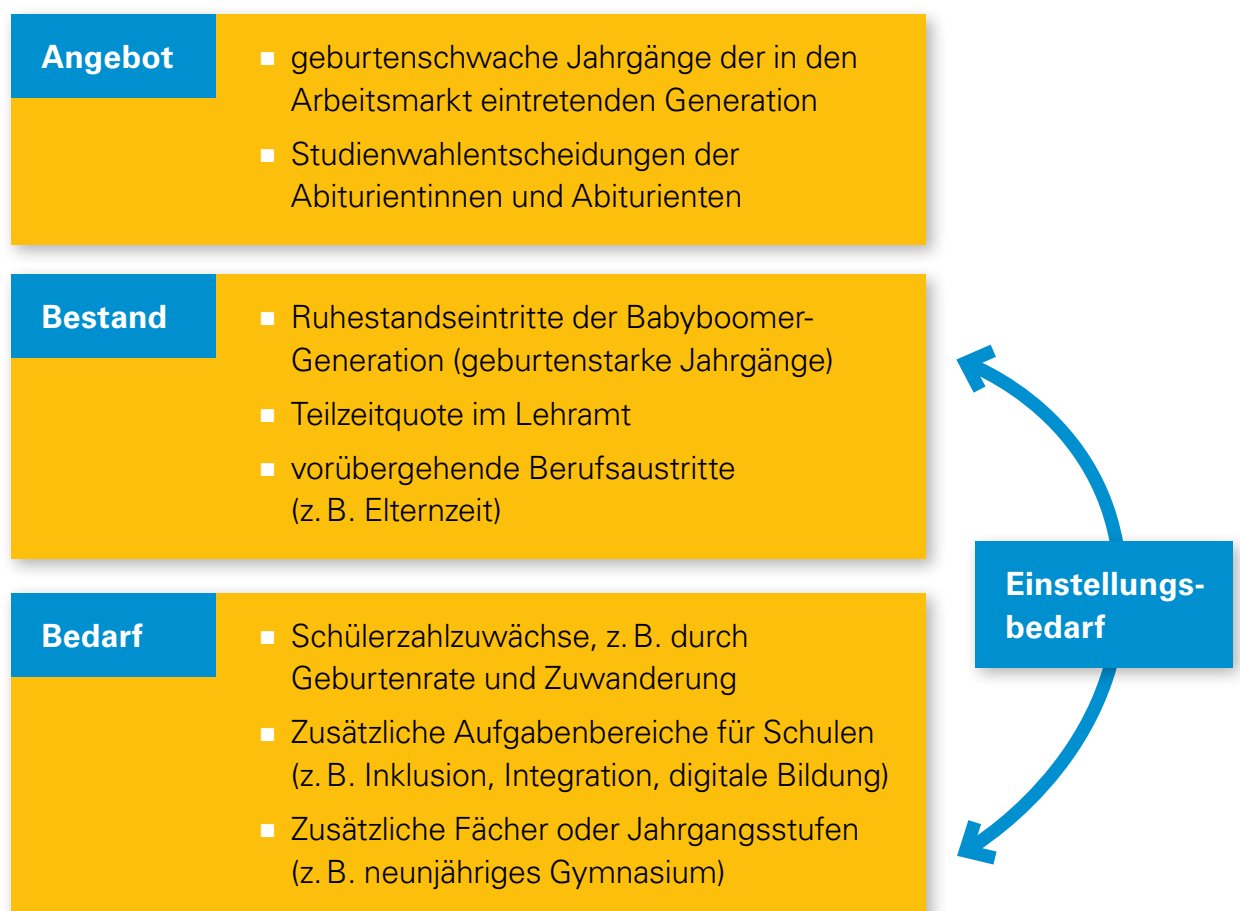 Angebot
▪ geburtenschwache Jahrgänge der in den
Arbeitsmarkt eintretenden Generation
▪ Studienwahlentscheidungen der
Abiturientinnen und Abiturienten
Bestand
▪ Ruhestandseintritte der Babyboomer-
Generation (geburtenstarke Jahrgänge)
▪ Teilzeitquote im Lehramt
▪ vorübergehende Berufsaustritte
(z. B. Elternzeit)
Bedarf
▪ Schülerzahlzuwächse, z. B. durch
Geburtenrate und Zuwanderung
▪ Zusätzliche Aufgabenbereiche für Schulen
(z. B. Inklusion, Integration, digitale Bildung)
▪ Zusätzliche Fächer oder Jahrgangsstufen
(z. B. neunjähriges Gymnasium)
Einstellungs-
bedarf